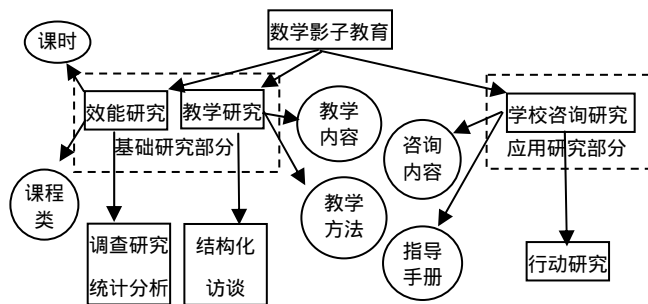 数学影子教育
课时
效能研究
教学研究
学校咨询研究
教学
内容
基础研究部分
咨询
内容
应用研究部分
课程
类
教学
方法
调查研究
统计分析
结构化
访谈
指导
手册
行动研究